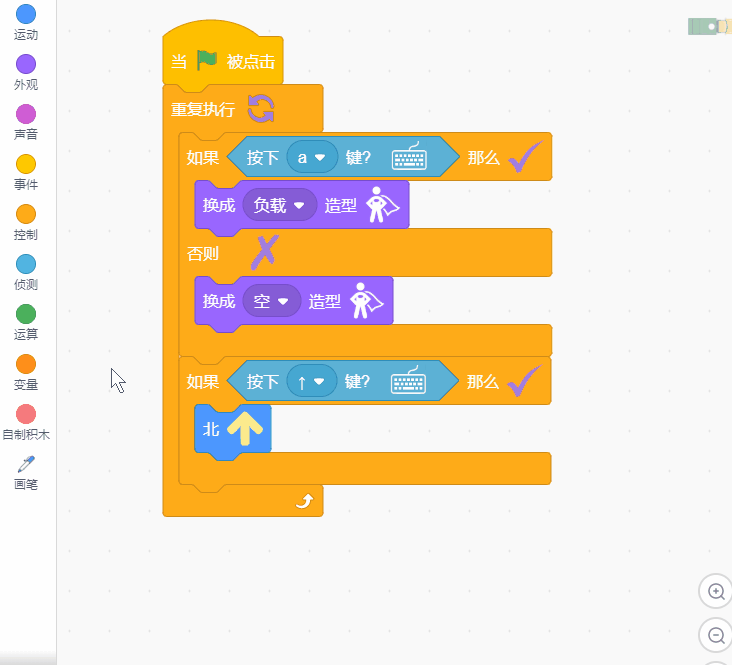 运动
外观
声音
事件
控制
侦测
运算
变量
自制积木
画笔
当 被点击
重复执行
如果 按下 a 键? 那么
换成 负载 造型
否则
换成 空 造型
如果 按下 ↑ 键? 那么
北